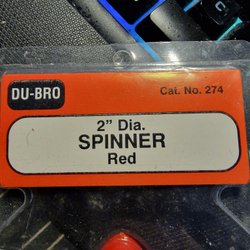 DU-BRO
Cat. No. 274
2" Dia.
SPINNER
Red